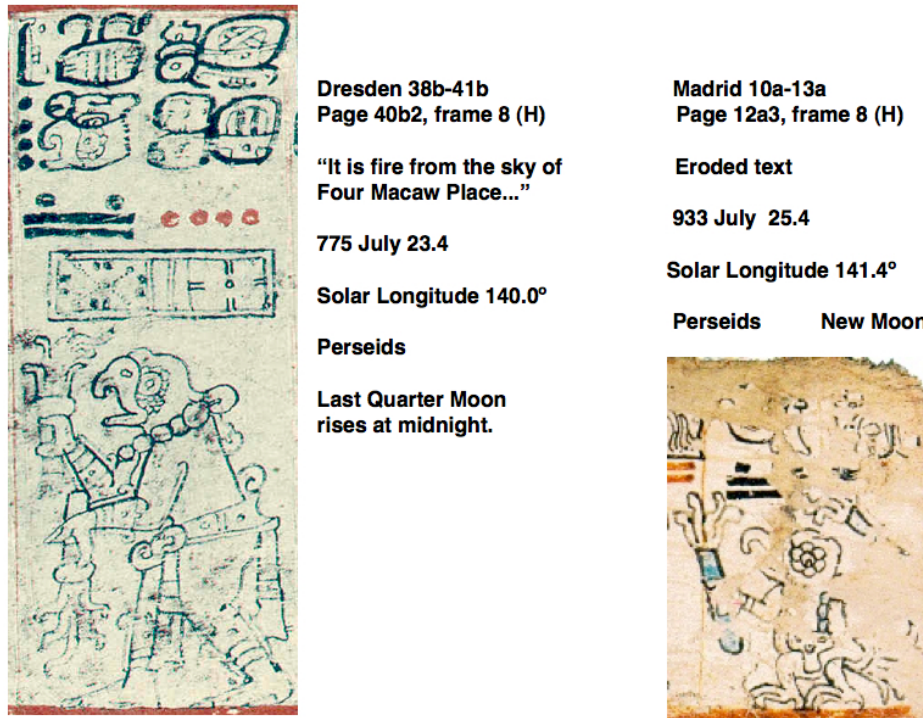 Dresden 38b-41b
Page 40b2, frame 8 (H)
“It is fire from the sky of
Four Macaw Place...”
775 July 23.4
Solar Longitude 140.0º
Perseids
Last Quarter Moon
rises at midnight.
Madrid 10a-13a
Page 12a3, frame 8 (H)
Eroded text
933 July 25.4
Solar Longitude 141.4º
Perseids New Moon